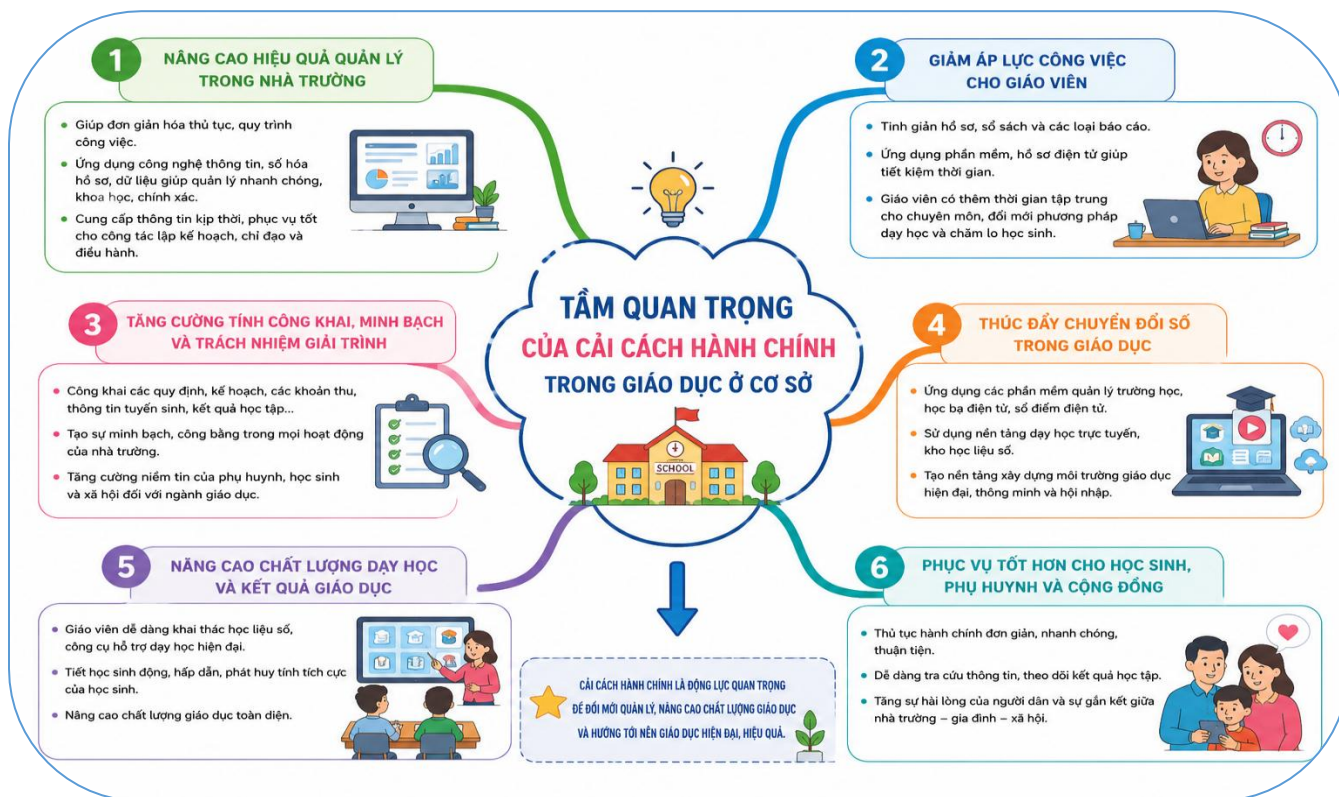 1
NÂNG CAO HIỆU QUẢ QUẢN LÝ
TRONG NHÀ TRƯỜNG
Giúp đơn giản hóa thủ tục, quy trình
công việc.
Ứng dụng công nghệ thông tin, số hóa
hồ sơ, dữ liệu giúp quản lý nhanh chóng,
khoa học, chính xác.
Cung cấp thông tin kịp thời, phục vụ tốt
cho công tác lập kế hoạch, chỉ đạo và
điều hành.
2
GIẢM ÁP LỰC CÔNG VIỆC
CHO GIÁO VIÊN
Tinh giản hồ sơ, sổ sách và các loại báo cáo.
Ứng dụng phần mềm, hồ sơ điện tử giúp
tiết kiệm thời gian.
Giáo viên có thêm thời gian tập trung
cho chuyên môn, đổi mới phương pháp
dạy học và chăm lo học sinh.
TẦM QUAN TRỌNG
CỦA CẢI CÁCH HÀNH CHÍNH
TRONG GIÁO DỤC Ở CƠ SỞ
SCHOOL
3
TĂNG CƯỜNG TÍNH CÔNG KHAI, MINH BẠCH
VÀ TRÁCH NHIỆM GIẢI TRÌNH
Công khai các quy định, kế hoạch, các khoản thu,
thông tin tuyến sinh, kết quả học tập...
Tạo sự minh bạch, công bằng trong mọi hoạt động
của nhà trường.
Tăng cường niềm tin của phụ huynh, học sinh
và xã hội đối với ngành giáo dục.
4
THÚC ĐẨY CHUYỂN ĐỔI SỐ
TRONG GIÁO DỤC
Ứng dụng các phần mềm quản lý trường học,
học bạ điện tử, sổ điểm điện tử.
Sử dụng nền tảng dạy học trực tuyến,
kho học liệu số.
Tạo nền tảng xây dựng môi trường giáo dục
hiện đại, thông minh và hội nhập.
5
NĂNG CAO CHẤT LƯỢNG DẠY HỌC
VÀ KẾT QUẢ GIÁO DỤC
Giáo viên dễ dàng khai thác học liệu số,
công cụ hỗ trợ dạy học hiện đại.
Tiết học sinh động, hấp dẫn, phát huy tính tích cực
của học sinh.
Nâng cao chất lượng giáo dục toàn diện.
6
PHỤC VỤ TỐT HƠN CHO HỌC SINH,
PHỤ HUYNH VÀ CỘNG ĐỒNG
Thủ tục hành chính đơn giản, nhanh chóng,
thuận tiện.
Dễ dàng tra cứu thông tin, theo dõi kết quả học tập.
Tăng sự hài lòng của người dân và sự gắn kết giữa
nhà trường – gia đình – xã hội.
CẢI CÁCH HÀNH CHÍNH LÀ ĐỘNG LỰC QUAN TRỌNG
ĐỂ ĐỔI MỚI QUẢN LÝ, NÂNG CAO CHẤT LƯỢNG GIÁO DỤC
VÀ HƯỚNG TỚI NÊN GIÁO DỤC HIỆN ĐẠI, HIỆU QUẢ.